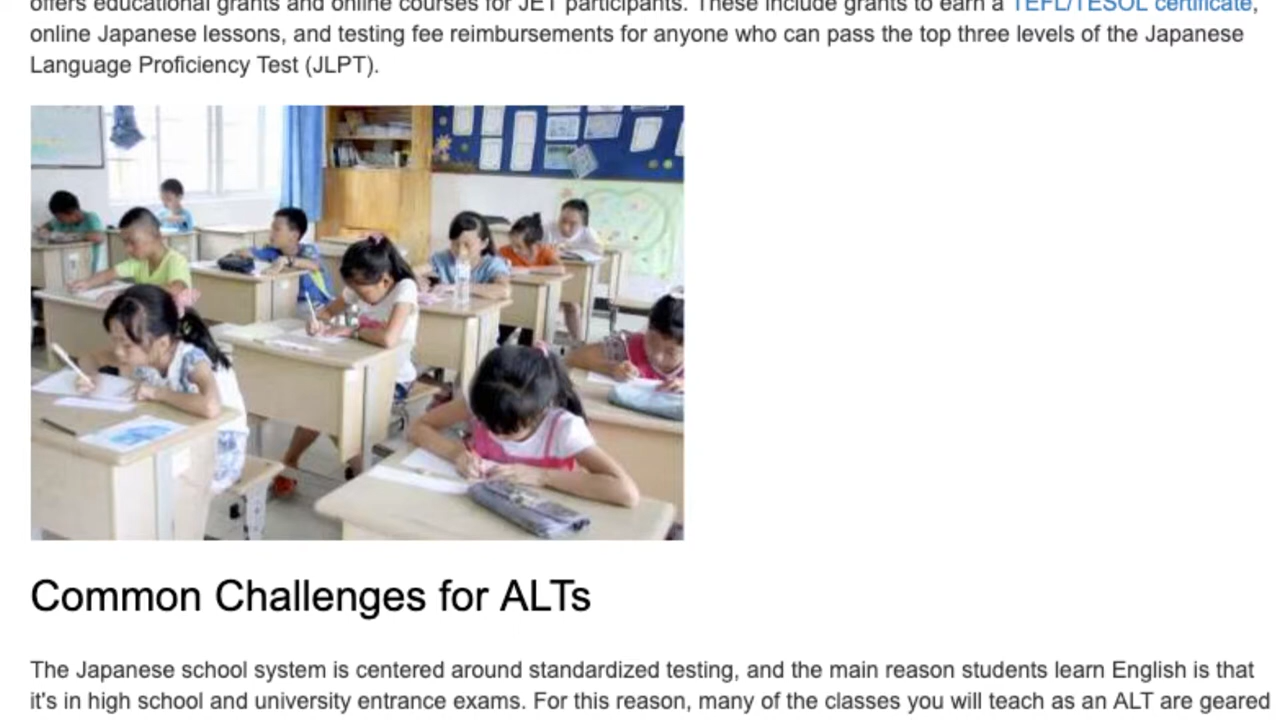 offers educational grants and online courses for JET participants. These include grants to earn a TEFL/TESOL certificate,
online Japanese lessons, and testing fee reimbursements for anyone who can pass the top three levels of the Japanese
Language Proficiency Test (JLPT).
Common Challenges for ALTs
The Japanese school system is centered around standardized testing, and the main reason students learn English is that
it's in high school and university entrance exams. For this reason, many of the classes you will teach as an ALT are geared